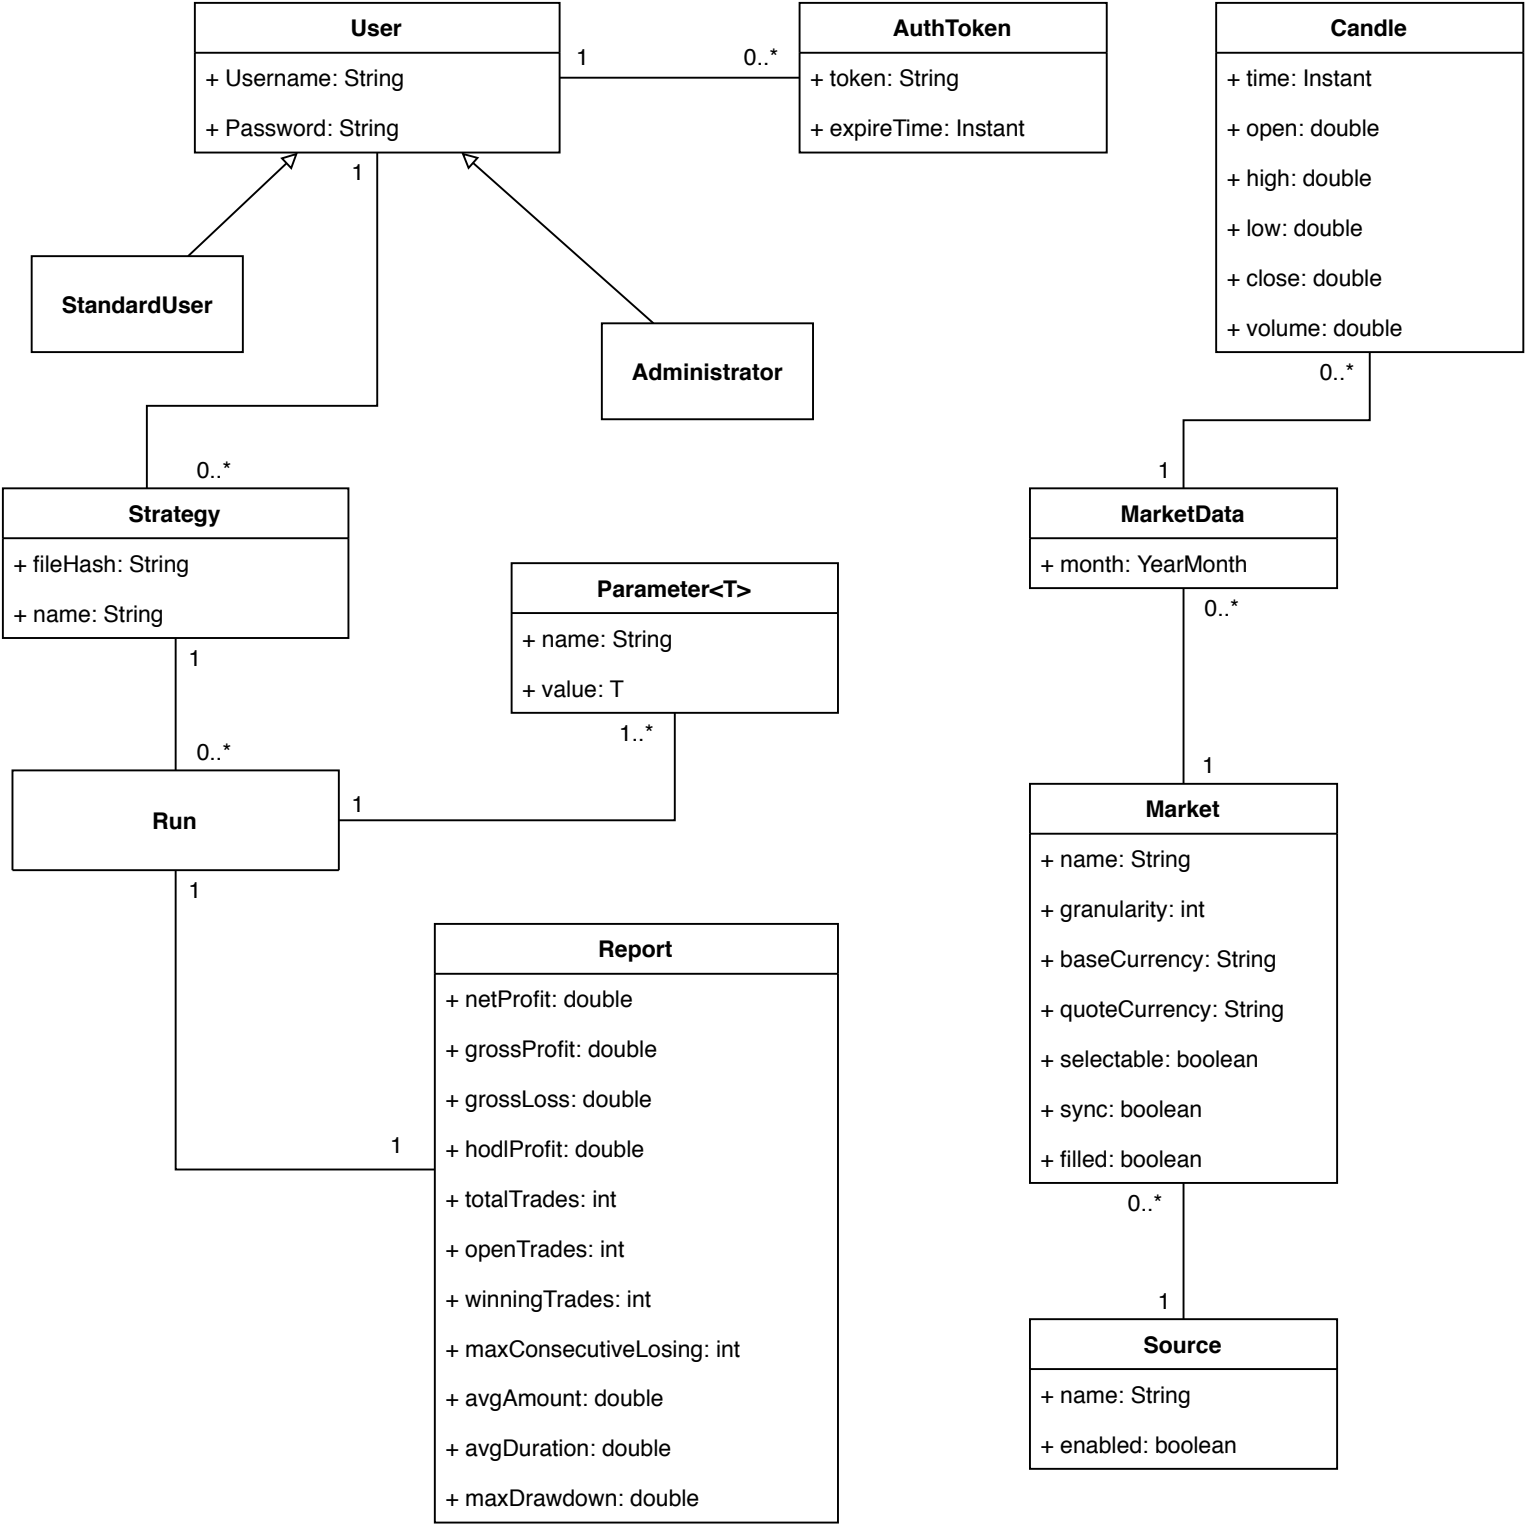 User
+ Username: String
+ Password: String
1
0..*
AuthToken
+ token: String
+ expireTime: Instant
Candle
+ time: Instant
+ open: double
+ high: double
+ low: double
+ close: double
+ volume: double
1
StandardUser
Administrator
0..*
0..*
1
Strategy
+ fileHash: String
+ name: String
MarketData
+ month: YearMonth
Parameter<T>
+ name: String
+ value: T
0..*
1
0..*
1..*
1
1
Run
1
Market
+ name: String
+ granularity: int
+ baseCurrency: String
+ quoteCurrency: String
+ selectable: boolean
+ sync: boolean
+ filled: boolean
1
Report
+ netProfit: double
+ grossProfit: double
+ grossLoss: double
+ hodlProfit: double
+ totalTrades: int
+ openTrades: int
+ winningTrades: int
+ maxConsecutiveLosing: int
+ avgAmount: double
+ avgDuration: double
+ maxDrawdown: double
1
0..*
1
Source
+ name: String
+ enabled: boolean